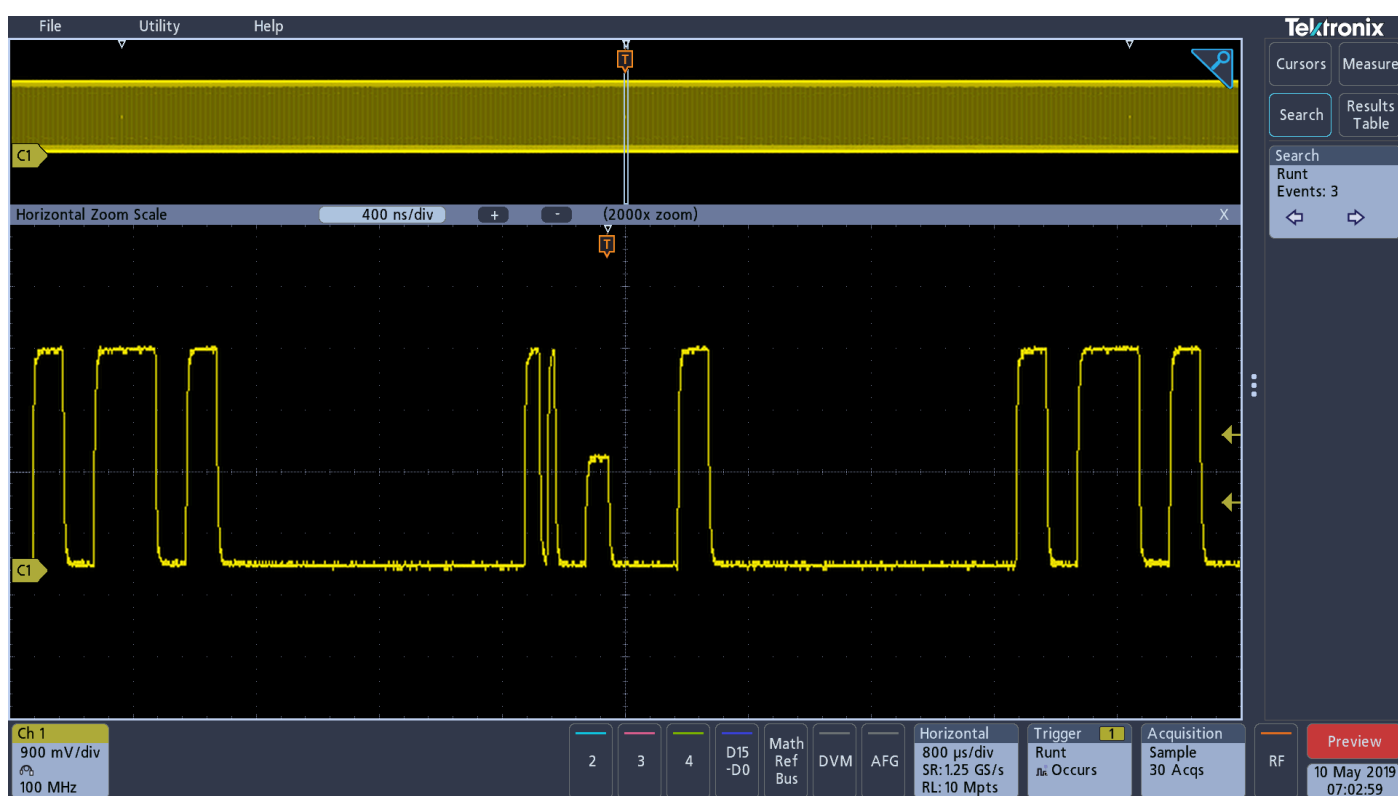 File Utility Help Tektronix
T
Cursors Measure
Search Results Table
C1
Search
Runt
Events: 3
Horizontal Zoom Scale 400 ns/div + - (2000x zoom) X
T
C1
Ch 1
900 mV/div
100 MHz
2
3
4
D15
-D0
Math
Ref
Bus
DVM
AFG
Horizontal
800 µs/div
SR: 1.25 GS/s
RL: 10 Mpts
Trigger 1
Runt
Occurs
Acquisition
Sample
30 Acqs
RF
Preview
10 May 2019
07:02:59